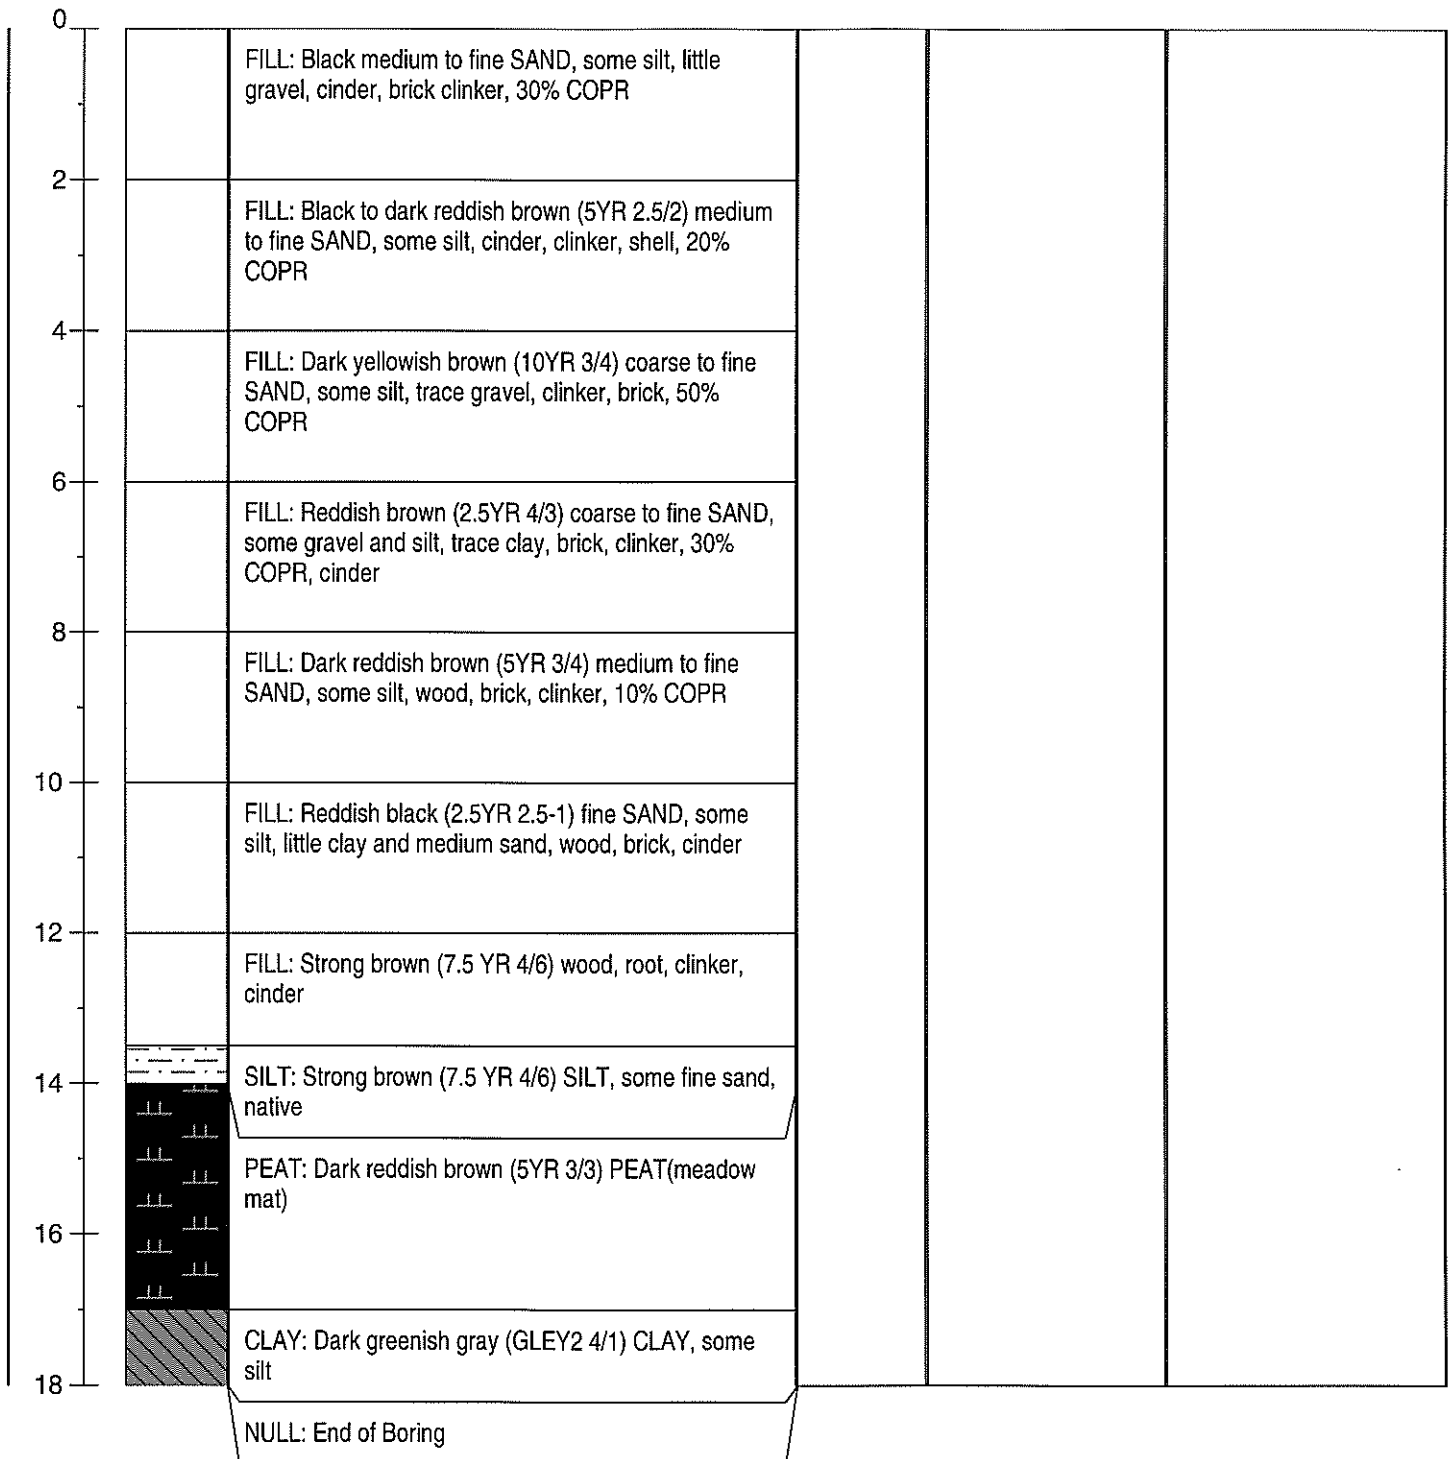 0
FILL: Black medium to fine SAND, some silt, little
gravel, cinder, brick clinker, 30% COPR
2
FILL: Black to dark reddish brown (5YR 2.5/2) medium
to fine SAND, some silt, cinder, clinker, shell, 20%
COPR
4
FILL: Dark yellowish brown (10YR 3/4) coarse to fine
SAND, some silt, trace gravel, clinker, brick, 50%
COPR
6
FILL: Reddish brown (2.5YR 4/3) coarse to fine SAND,
some gravel and silt, trace clay, brick, clinker, 30%
COPR, cinder
8
FILL: Dark reddish brown (5YR 3/4) medium to fine
SAND, some silt, wood, brick, clinker, 10% COPR
10
FILL: Reddish black (2.5YR 2.5-1) fine SAND, some
silt, little clay and medium sand, wood, brick, cinder
12
FILL: Strong brown (7.5 YR 4/6) wood, root, clinker,
cinder
14
SILT: Strong brown (7.5 YR 4/6) SILT, some fine sand,
native
PEAT: Dark reddish brown (5YR 3/3) PEAT(meadow
mat)
16
CLAY: Dark greenish gray (GLEY2 4/1) CLAY, some
silt
18
NULL: End of Boring